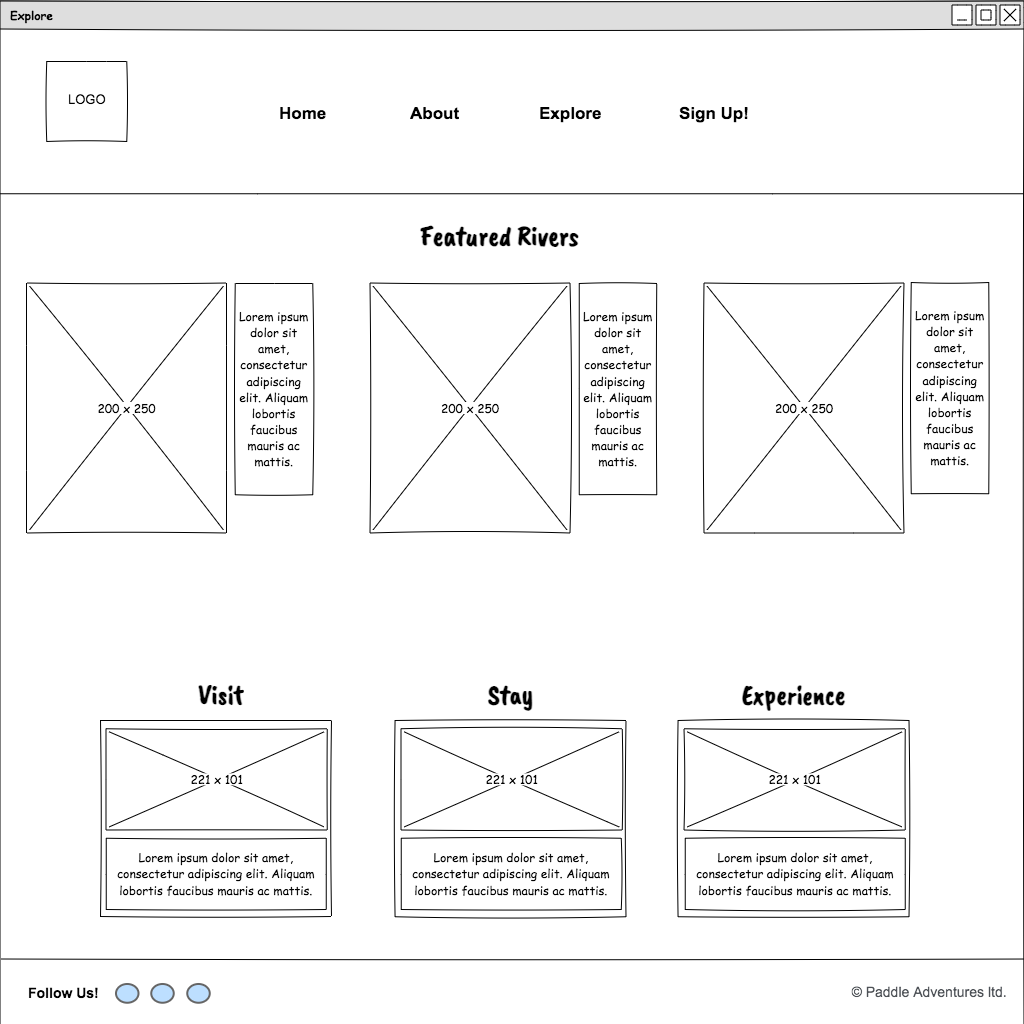 Explore
LOGO
Home About Explore Sign Up!
Featured Rivers
200 x 250
Lorem ipsum
dolor sit
amet,
consectetur
adipiscing
elit. Aliquam
lobortis
faucibus
mauris ac
mattis.
200 x 250
Lorem ipsum
dolor sit
amet,
consectetur
adipiscing
elit. Aliquam
lobortis
faucibus
mauris ac
mattis.
200 x 250
Lorem ipsum
dolor sit
amet,
consectetur
adipiscing
elit. Aliquam
lobortis
faucibus
mauris ac
mattis.
Visit
221 x 101
Lorem ipsum dolor sit amet,
consectetur adipiscing elit. Aliquam
lobortis faucibus mauris ac mattis.
Stay
221 x 101
Lorem ipsum dolor sit amet,
consectetur adipiscing elit. Aliquam
lobortis faucibus mauris ac mattis.
Experience
221 x 101
Lorem ipsum dolor sit amet,
consectetur adipiscing elit. Aliquam
lobortis faucibus mauris ac mattis.
Follow Us!
© Paddle Adventures ltd.